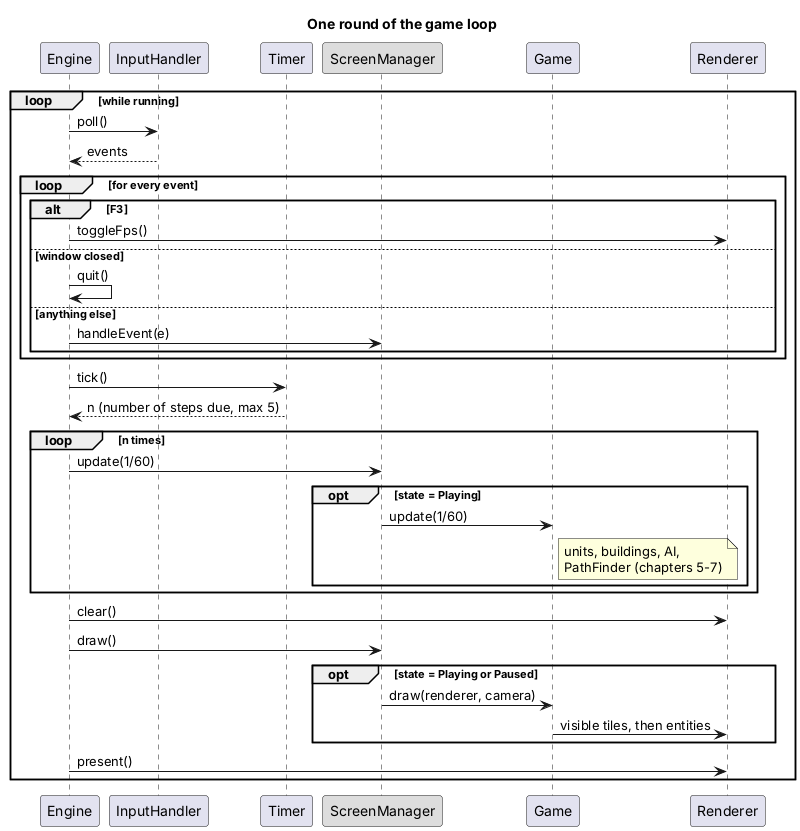 One round of the game loop
Engine
InputHandler
Timer
ScreenManager
Game
Renderer
loop [while running]
poll()
events
loop [for every event]
alt [F3]
toggleFps()
[window closed]
quit()
[anything else]
handleEvent(e)
tick()
n (number of steps due, max 5)
loop [n times]
update(1/60)
opt [state = Playing]
update(1/60)
units, buildings, AI,
PathFinder (chapters 5-7)
clear()
draw()
opt [state = Playing or Paused]
draw(renderer, camera)
visible tiles, then entities
present()
Engine
InputHandler
Timer
ScreenManager
Game
Renderer